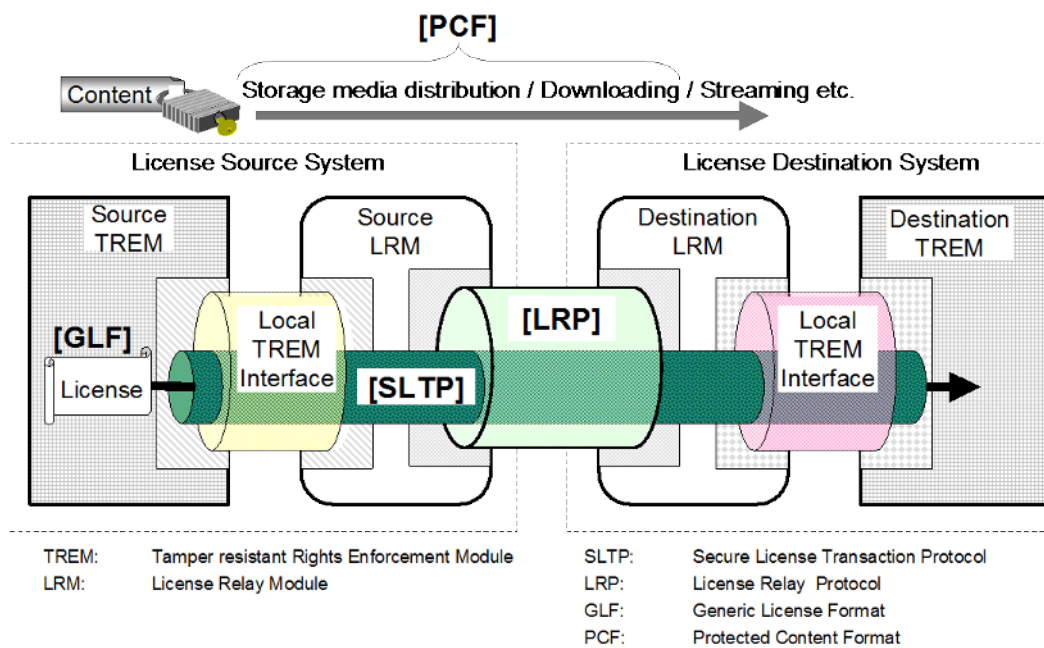 [PCF]
Content
Storage media distribution / Downloading / Streaming etc.
License Source System
License Destination System
Source
TREM
Source
LRM
Destination
LRM
Destination
TREM
[GLF]
License
Local
TREM
Interface
[SLTP]
[LRP]
Local
TREM
Interface
TREM: Tamper resistant Rights Enforcement Module
LRM: License Relay Module
SLTP: Secure License Transaction Protocol
LRP: License Relay Protocol
GLF: Generic License Format
PCF: Protected Content Format